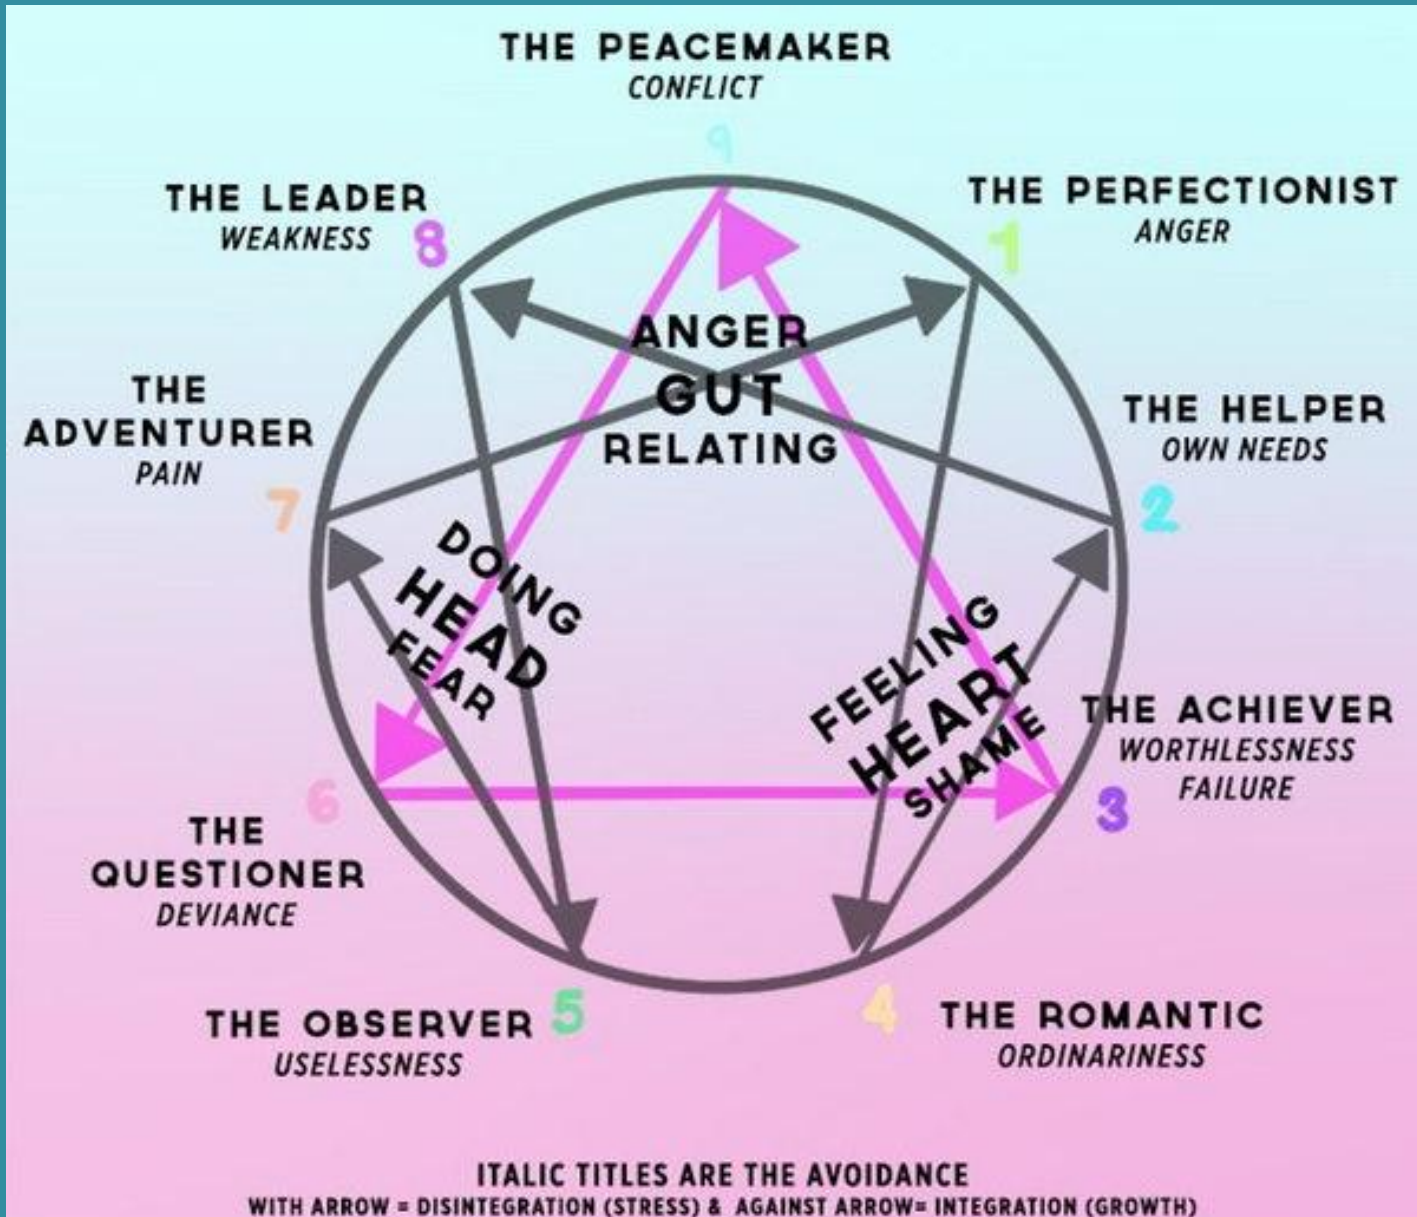 THE PEACEMAKER
CONFLICT
9
THE LEADER
WEAKNESS
8
THE PERFECTIONIST
ANGER
1
ANGER
GUT
RELATING
THE
ADVENTURER
PAIN
7
THE HELPER
OWN NEEDS
2
DOING
HEAD
FEAR
FEELING
HEART
SHAME
THE ACHIEVER
WORTHLESSNESS
FAILURE
3
6
THE
QUESTIONER
DEVIANCE
THE OBSERVER
USELESSNESS
5
4
THE ROMANTIC
ORDINARINESS
ITALIC TITLES ARE THE AVOIDANCE
WITH ARROW = DISINTEGRATION (STRESS) & AGAINST ARROW= INTEGRATION (GROWTH)